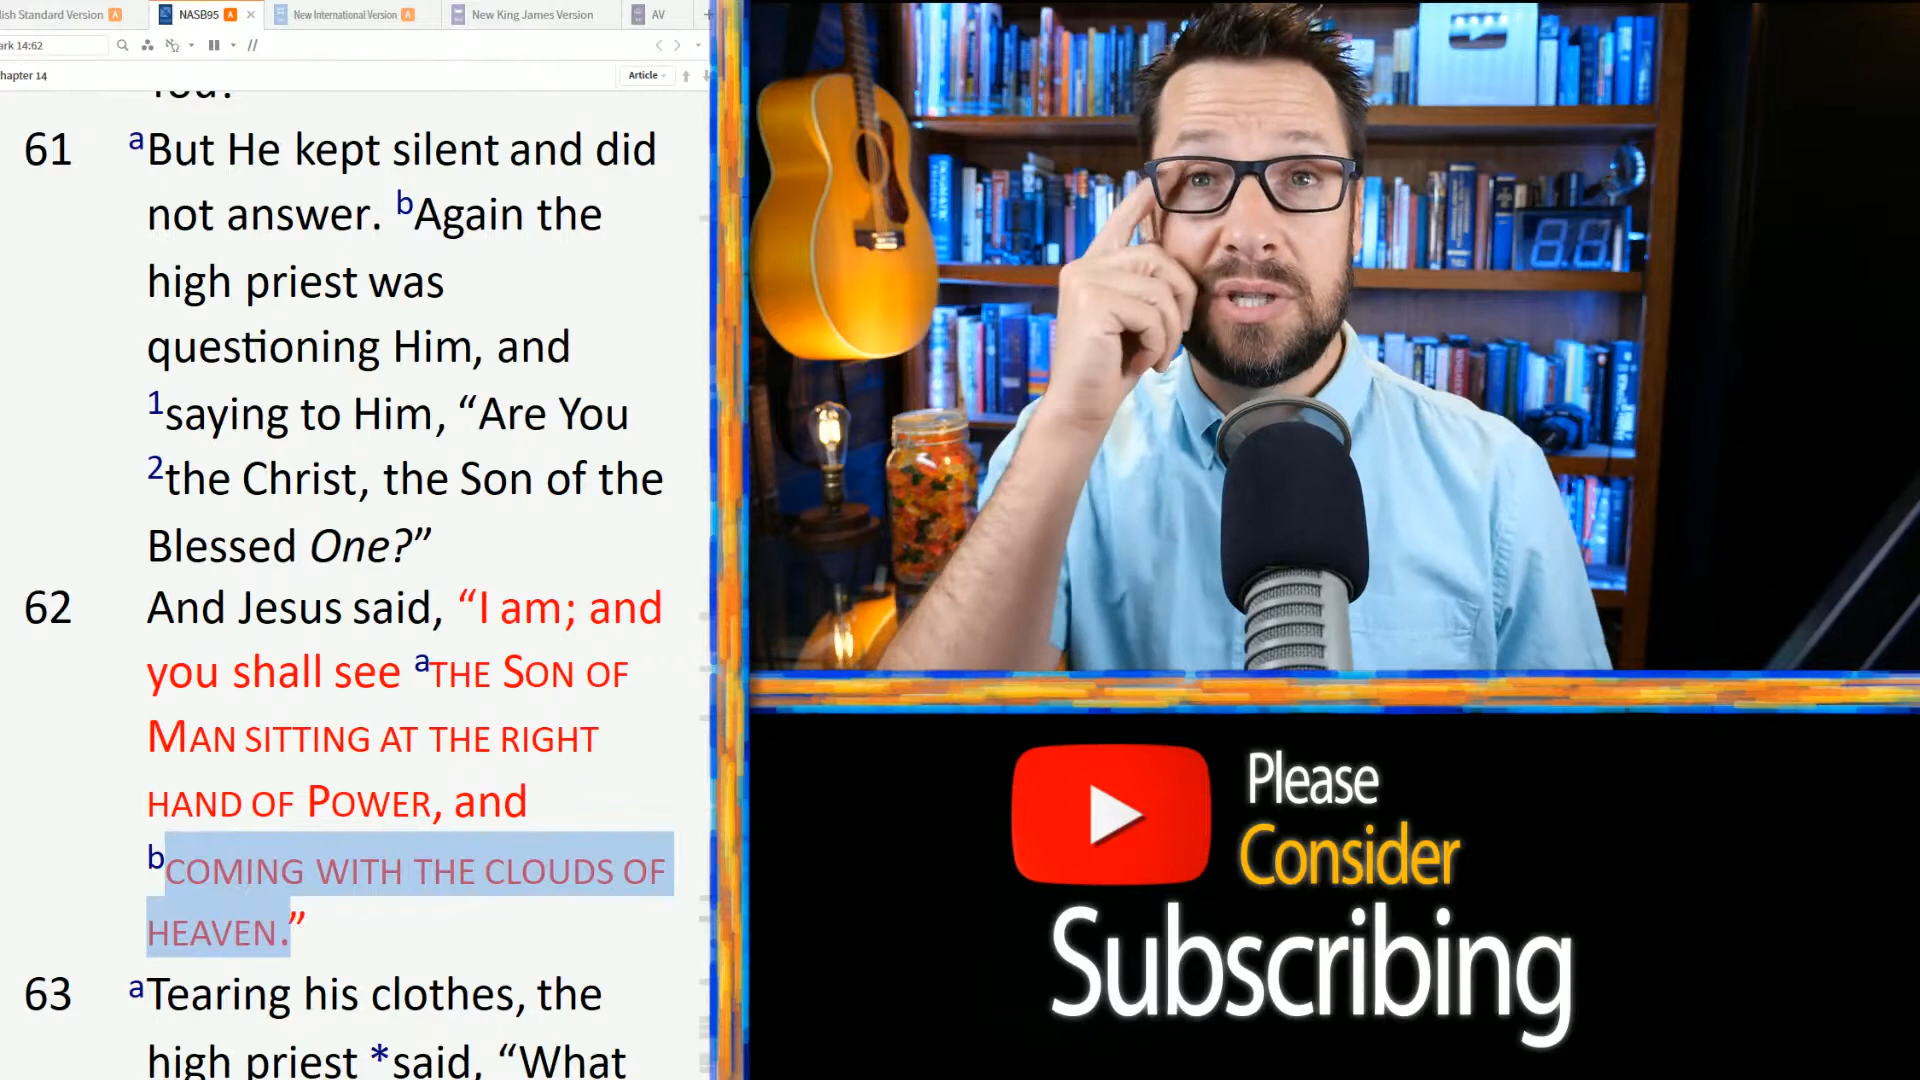 lish Standard Version A
NASB95 A ×
New International Version A
New King James Version
AV
ark 14:62
hapter 14
Article
You?”
61 aBut He kept silent and did
not answer. bAgain the
high priest was
questioning Him, and
1saying to Him, “Are You
2the Christ, the Son of the
Blessed One?”
62 And Jesus said, “I am; and
you shall see aTHE SON OF
MAN SITTING AT THE RIGHT
HAND OF POWER, and
bCOMING WITH THE CLOUDS OF
HEAVEN.”
63 aTearing his clothes, the
high priest *said, “What
Please
Consider
Subscribing